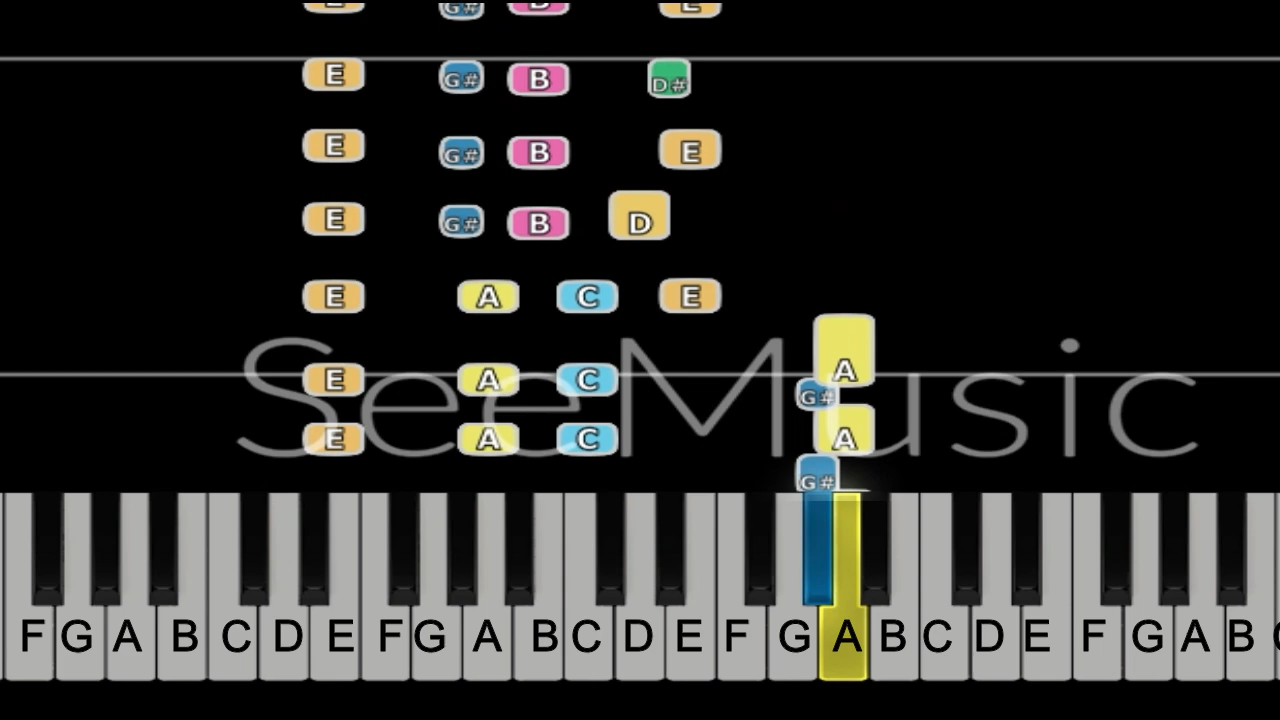 E G# B E
E G# B D#
E G# B E
E G# B D
E A C E
A
E A C
G#
E A C A
SeeMusic
G#
F G A B C D E F G A B C D E F G A B C D E F G A B C